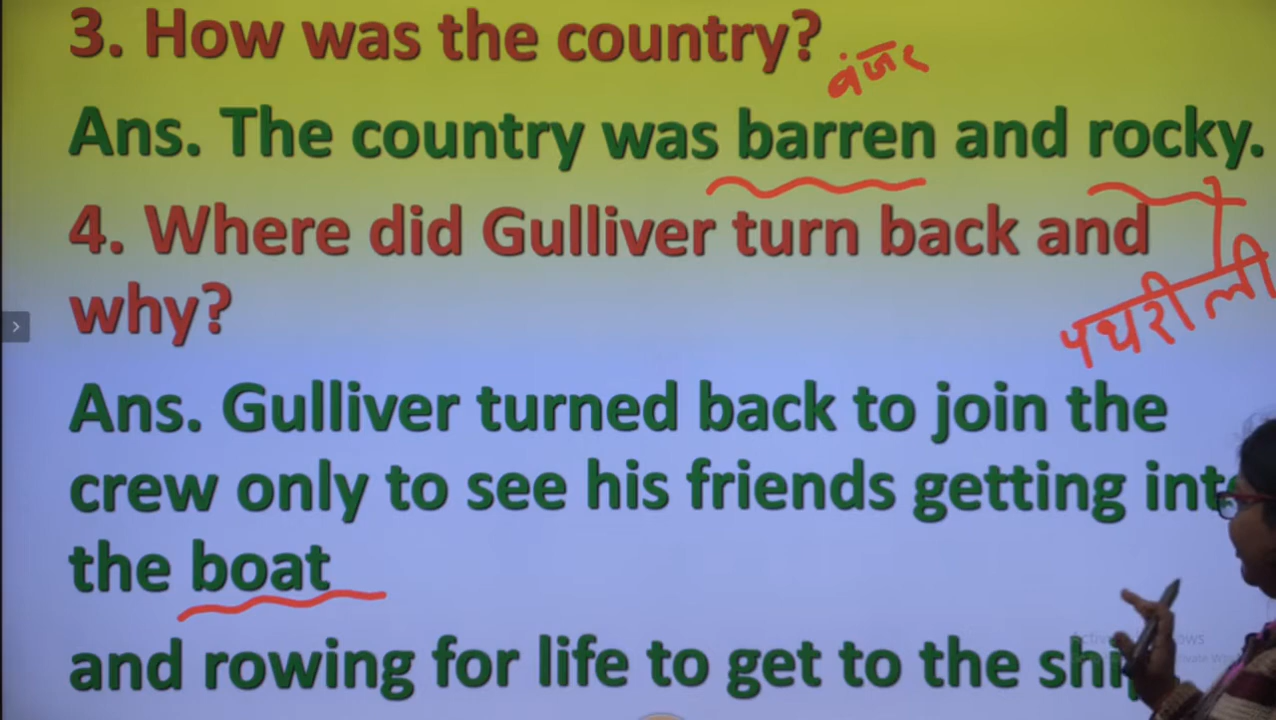 3. How was the country?
बंजर
Ans. The country was barren and rocky.
4. Where did Gulliver turn back and
why?
पथरीली
Ans. Gulliver turned back to join the
crew only to see his friends getting into
the boat
and rowing for life to get to the ship